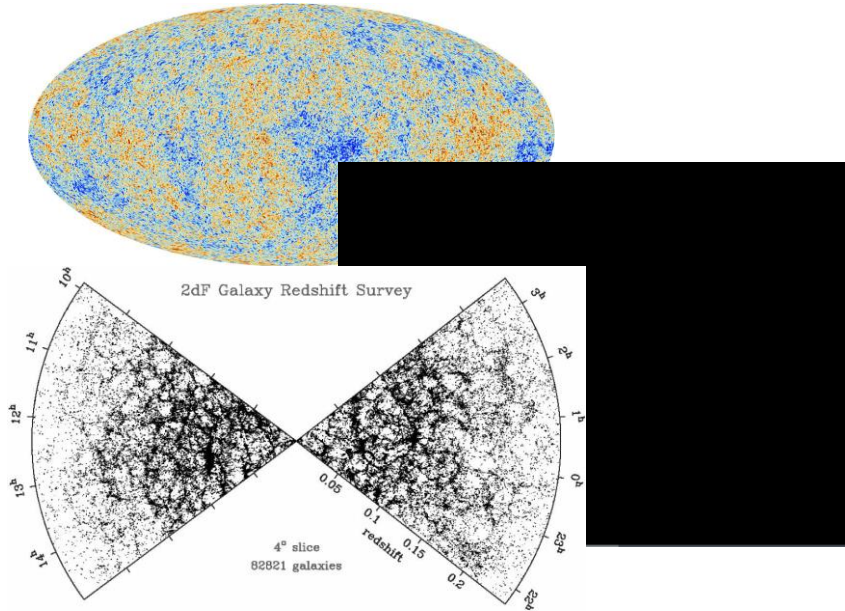 2dF Galaxy Redshift Survey
10ʰ
11ʰ
12ʰ
13ʰ
14ʰ
3ʰ
2ʰ
1ʰ
0ʰ
23ʰ
22ʰ
0.05
0.1
0.15
0.2
redshift
4° slice
82821 galaxies